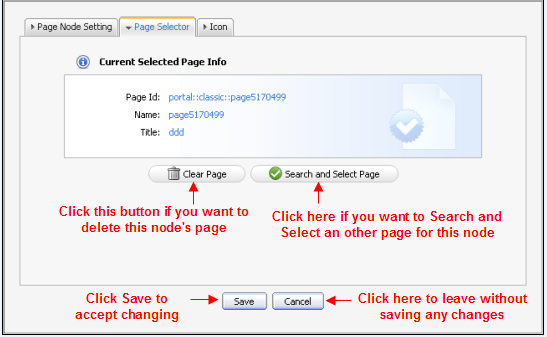 Page Node Setting Page Selector Icon
Current Selected Page Info
Page Id: portal::classic::page5170499
Name: page5170499
Title: ddd
Clear Page Search and Select Page
Click this button if you want to
delete this node's page
Click here if you want to Search and
Select an other page for this node
Click Save to
accept changing
Save Cancel
Click here to leave without
saving any changes